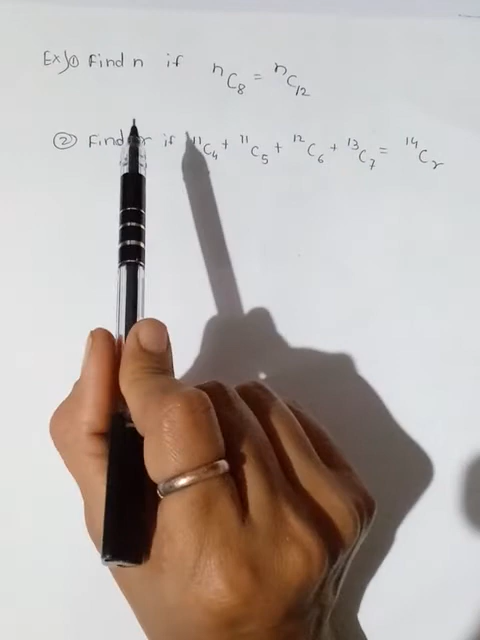 Ex) ① Find n if ⁿC₈ = ⁿC₁₂
② Find r if ¹¹C₄ + ¹¹C₅ + ¹²C₆ + ¹³C₇ = ¹⁴Cᵣ